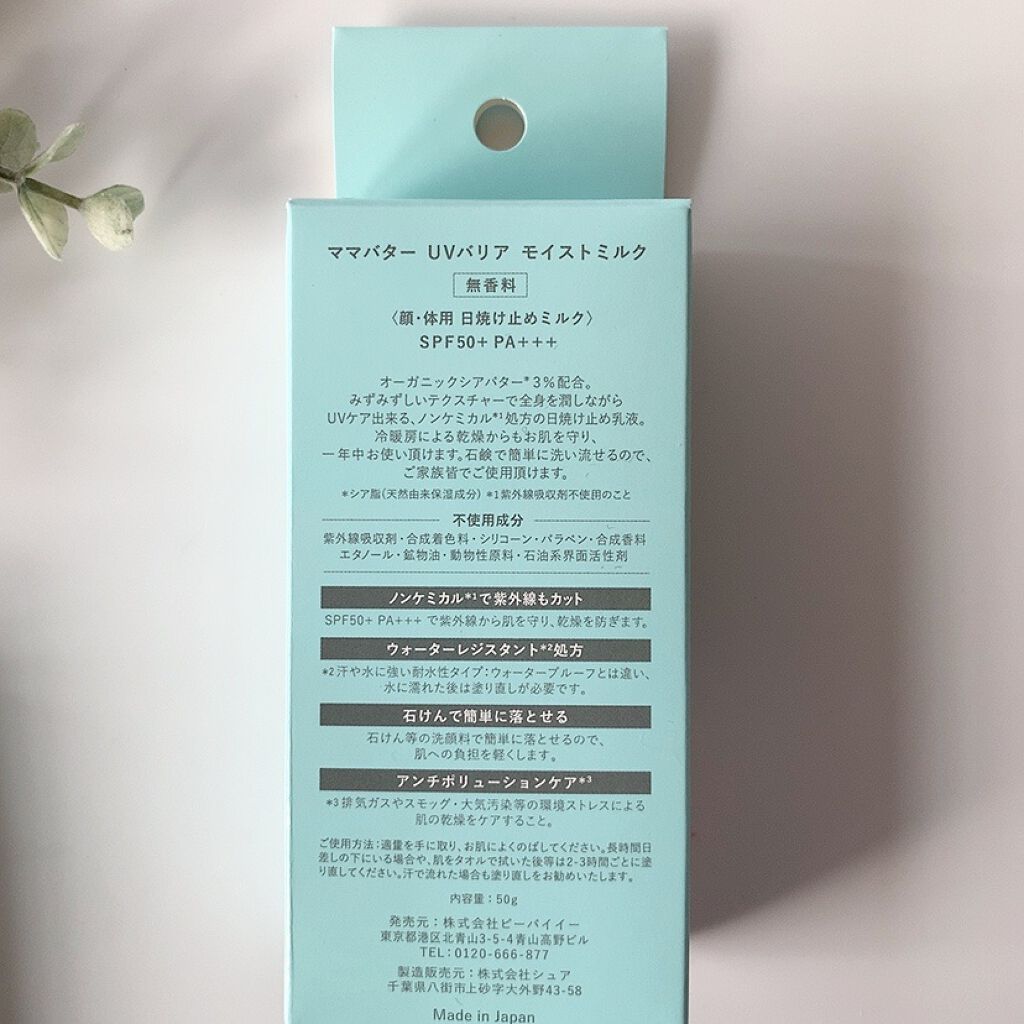 ママバター UVバリア モイストミルク
無香料
〈顔・体用 日焼け止めミルク〉
SPF50+ PA+++
オーガニックシアバター*3%配合。
みずみずしいテクスチャーで全身を潤しながら
UVケア出来る、ノンケミカル*1処方の日焼け止め乳液。
冷暖房による乾燥からもお肌を守り、
一年中お使い頂けます。石鹸で簡単に洗い流せるので、
ご家族皆でご使用頂けます。
*シア脂(天然由来保湿成分) *1紫外線吸収剤不使用のこと
不使用成分
紫外線吸収剤・合成着色料・シリコーン・パラベン・合成香料
エタノール・鉱物油・動物性原料・石油系界面活性剤
ノンケミカル*1で紫外線もカット
SPF50+ PA+++ で紫外線から肌を守り、乾燥を防ぎます。
ウォーターレジスタント*2処方
*2汗や水に強い耐水性タイプ:ウォータープルーフとは違い、
水に濡れた後は塗り直しが必要です。
石けんで簡単に落とせる
石けん等の洗顔料で簡単に落とせるので、
肌への負担を軽くします。
アンチポリューションケア*3
*3排気ガスやスモッグ・大気汚染等の環境ストレスによる
肌の乾燥をケアすること。
ご使用方法:適量を手に取り、お肌によくのばしてください。長時間日
差しの下にいる場合や、肌をタオルで拭いた後等は2-3時間ごとに塗
り直してください。汗で流れた場合も塗り直しをお勧めいたします。
内容量:50g
発売元:株式会社ビーバイイー
東京都港区北青山3-5-4青山高野ビル
TEL:0120-666-877
製造販売元:株式会社シュア
千葉県八街市上砂字大外野43-58
Made in Japan